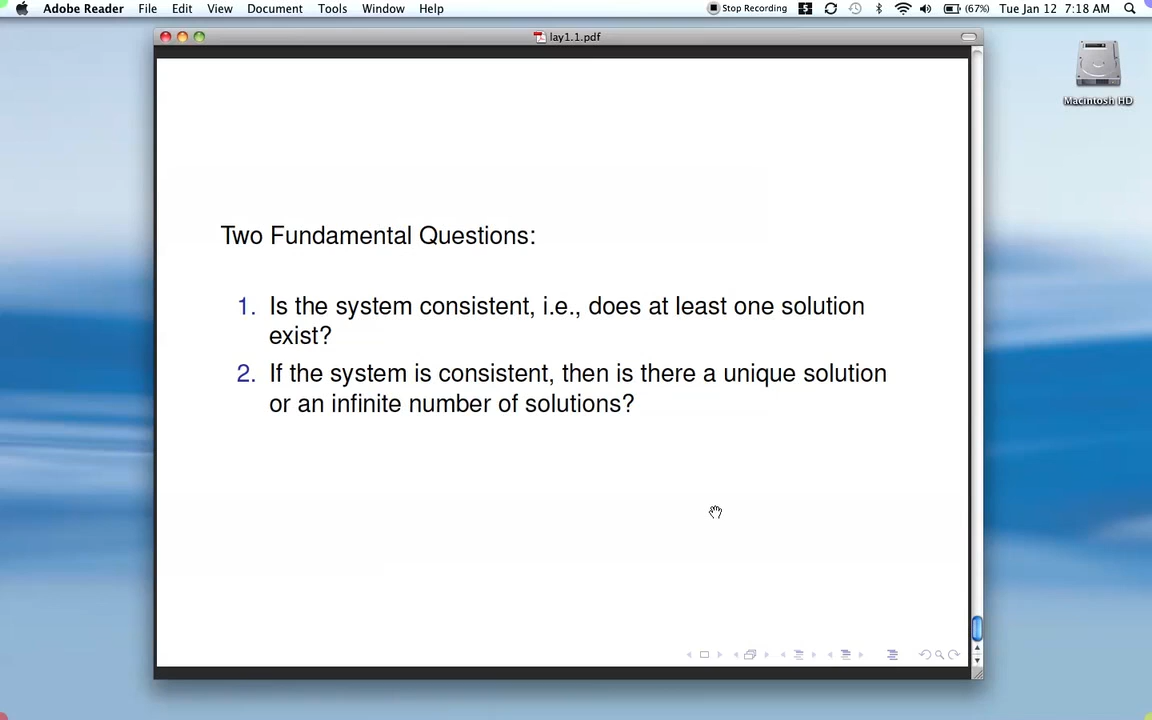 Adobe Reader File Edit View Document Tools Window Help Stop Recording (67%) Tue Jan 12 7:18 AM
lay1.1.pdf
Macintosh HD
Two Fundamental Questions:
1. Is the system consistent, i.e., does at least one solution
exist?
2. If the system is consistent, then is there a unique solution
or an infinite number of solutions?